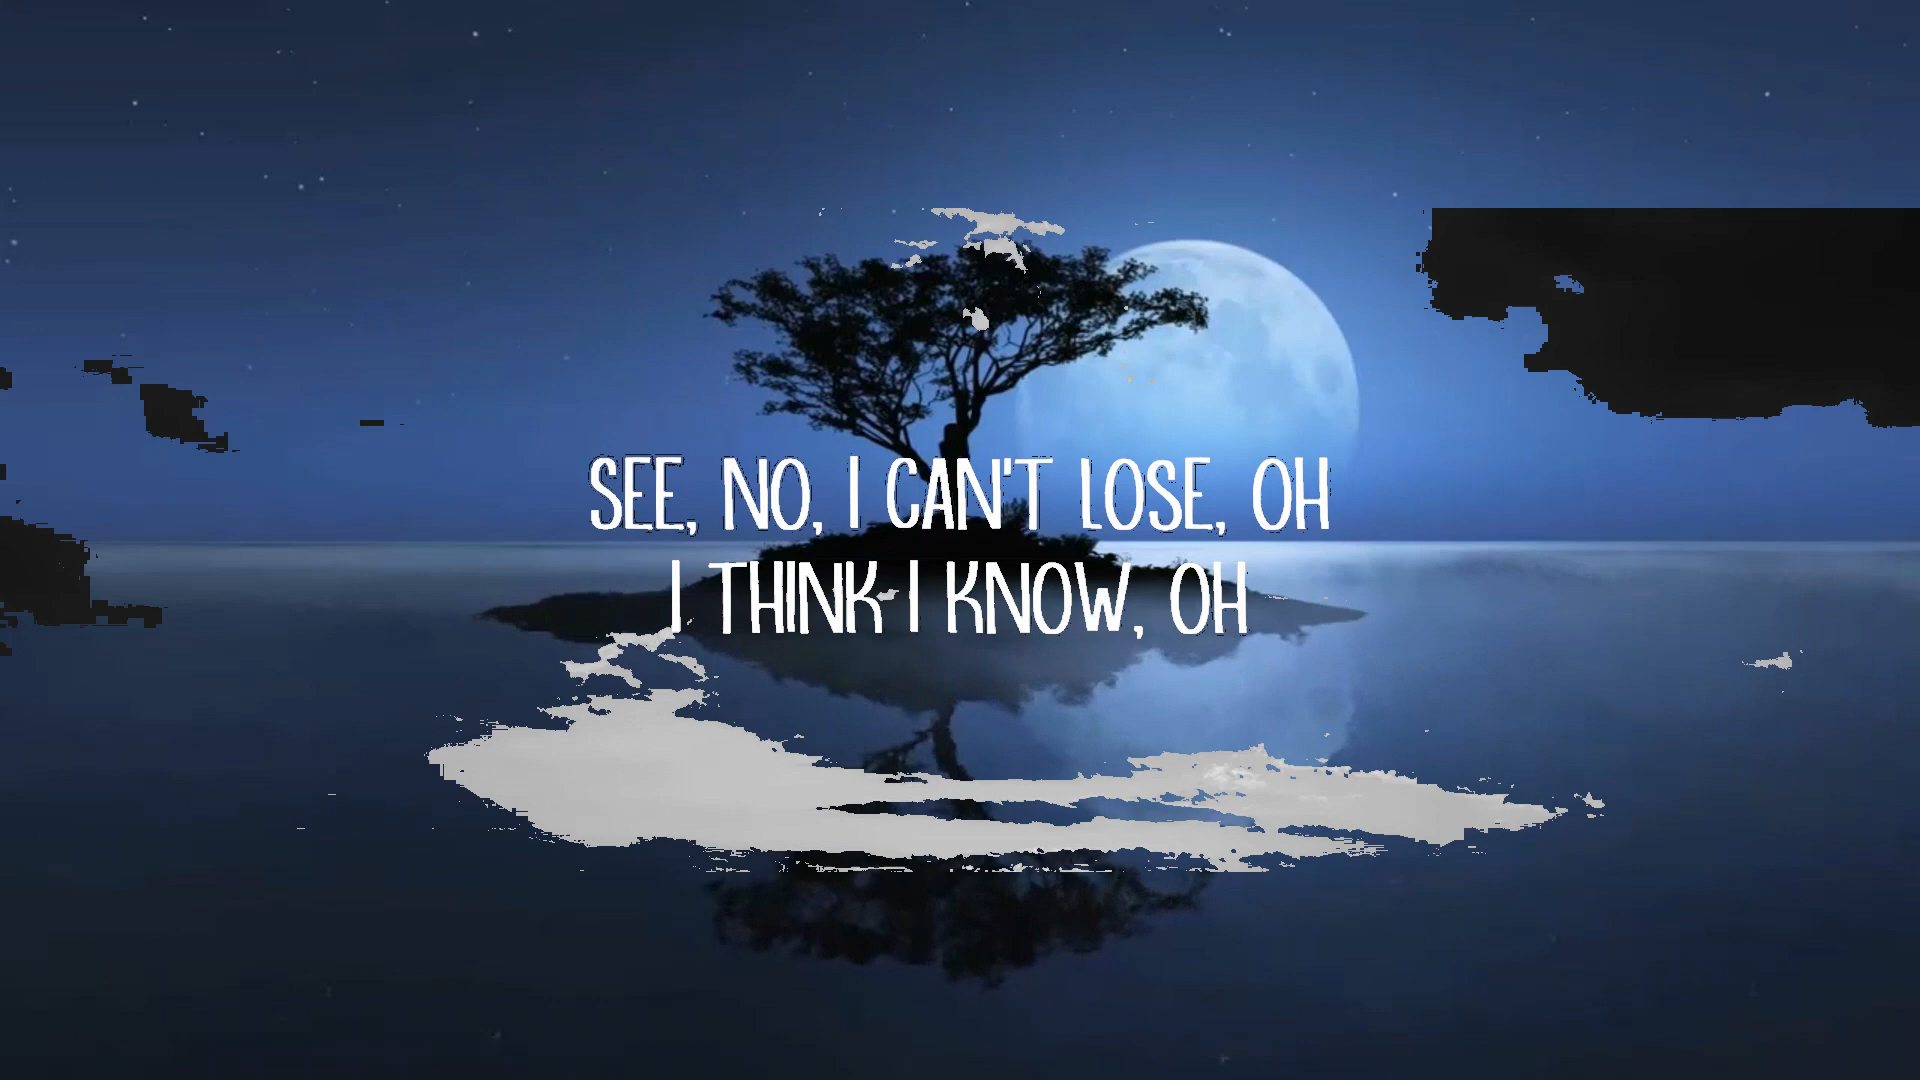 SEE, NO, I CAN'T LOSE, OH
I THINK I KNOW, OH